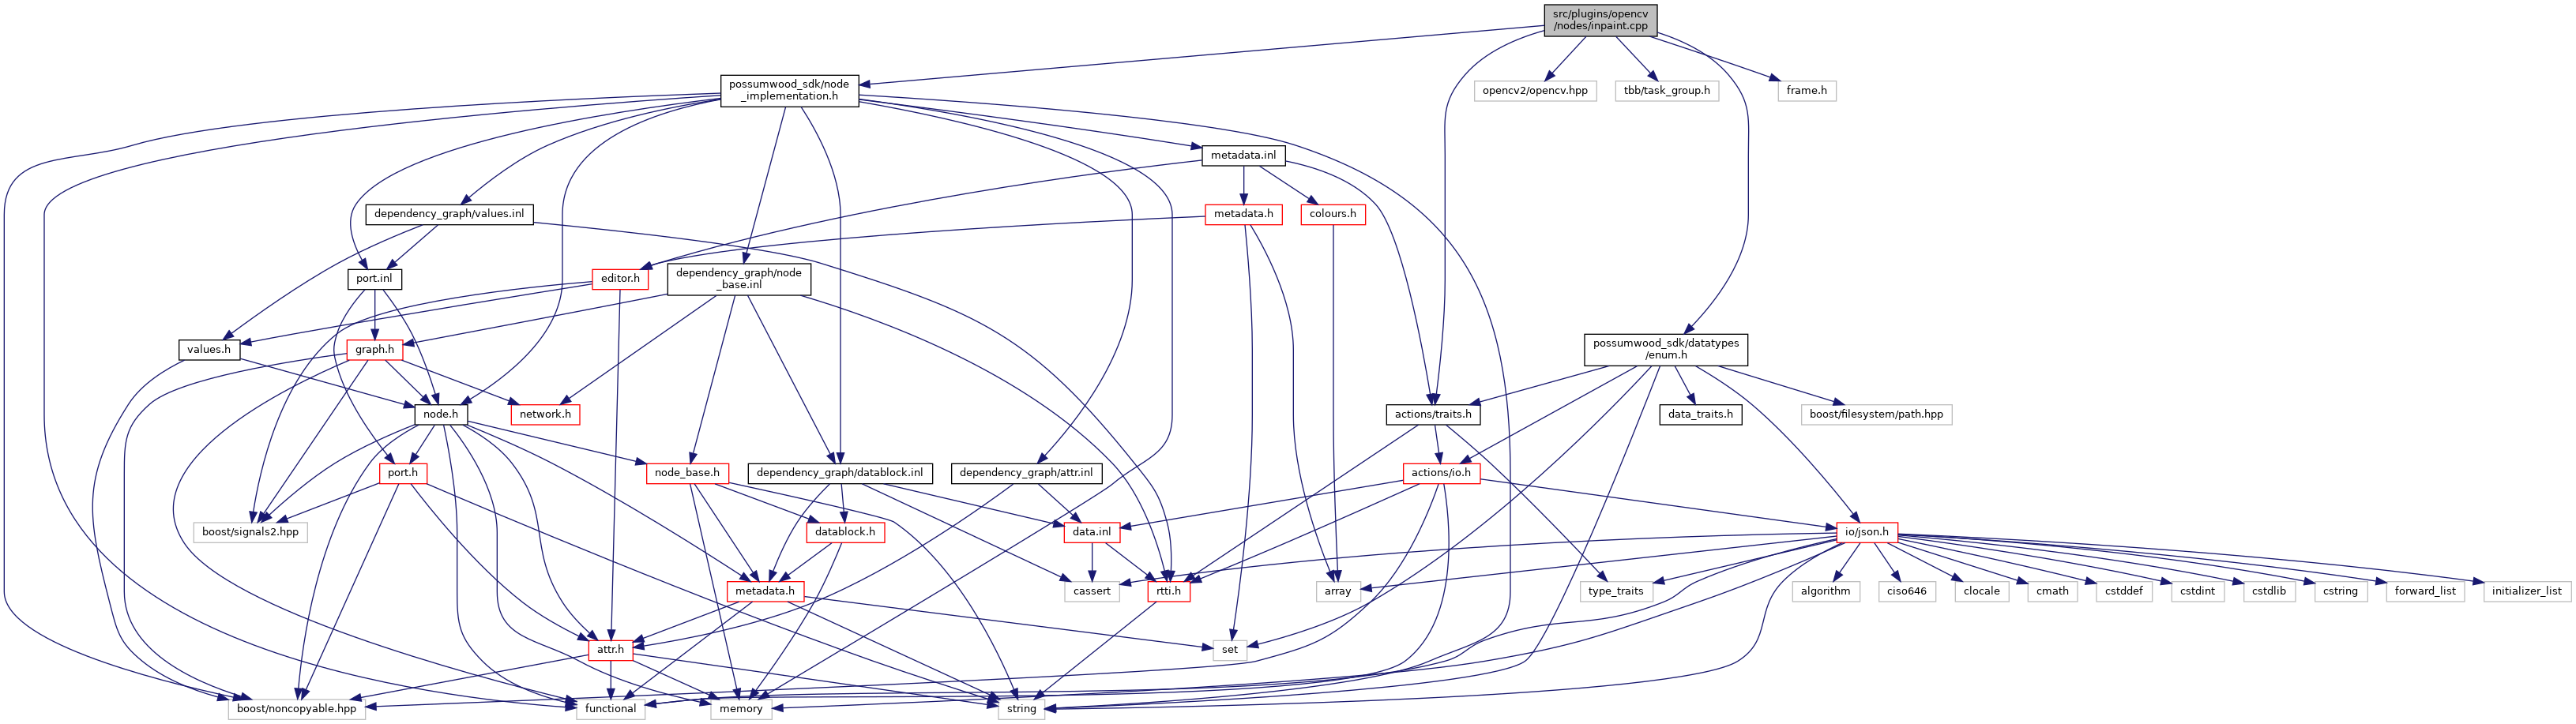 src/plugins/opencv
/nodes/inpaint.cpp
possumwood_sdk/node
_implementation.h
opencv2/opencv.hpp
tbb/task_group.h
frame.h
metadata.inl
dependency_graph/values.inl
metadata.h
colours.h
port.inl
editor.h
dependency_graph/node
_base.inl
values.h
graph.h
possumwood_sdk/datatypes
/enum.h
node.h
network.h
actions/traits.h
data_traits.h
boost/filesystem/path.hpp
port.h
node_base.h
dependency_graph/datablock.inl
dependency_graph/attr.inl
actions/io.h
boost/signals2.hpp
datablock.h
data.inl
io/json.h
metadata.h
cassert
rtti.h
array
type_traits
algorithm
ciso646
clocale
cmath
cstddef
cstdint
cstdlib
cstring
forward_list
initializer_list
attr.h
set
boost/noncopyable.hpp
functional
memory
string